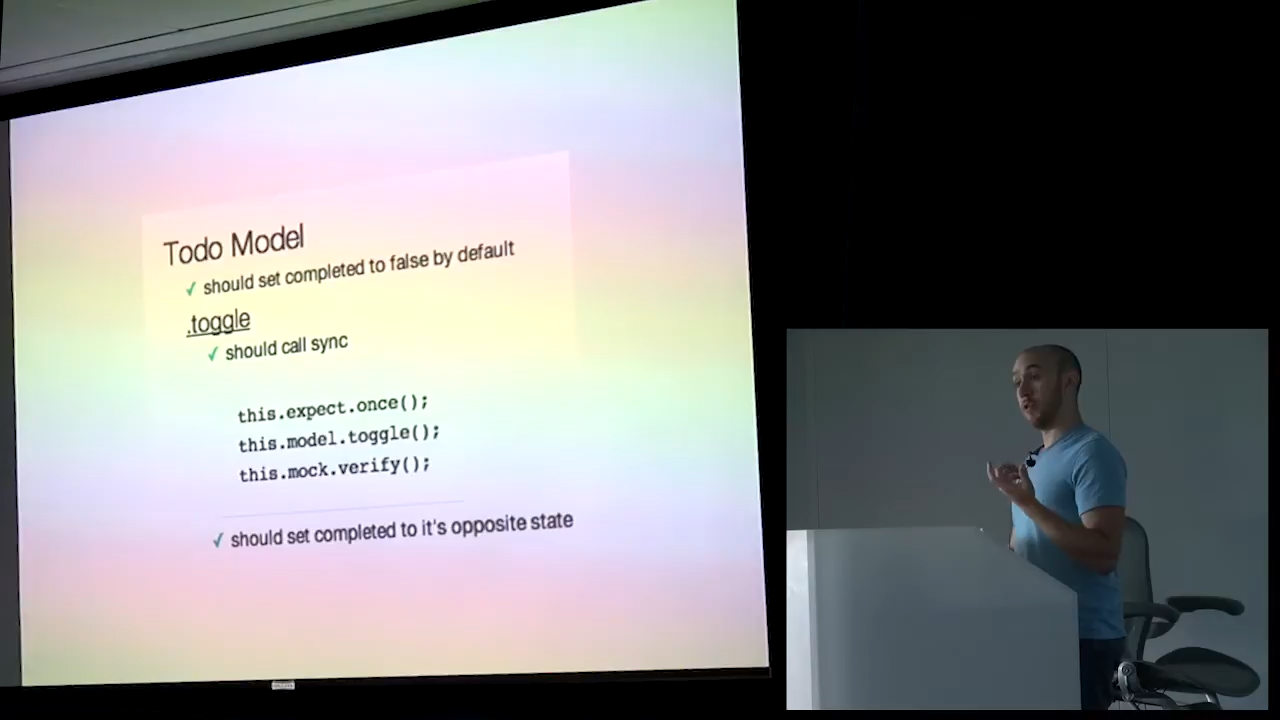 Todo Model
✓ should set completed to false by default
.toggle
✓ should call sync
this.expect.once();
this.model.toggle();
this.mock.verify();
✓ should set completed to it's opposite state